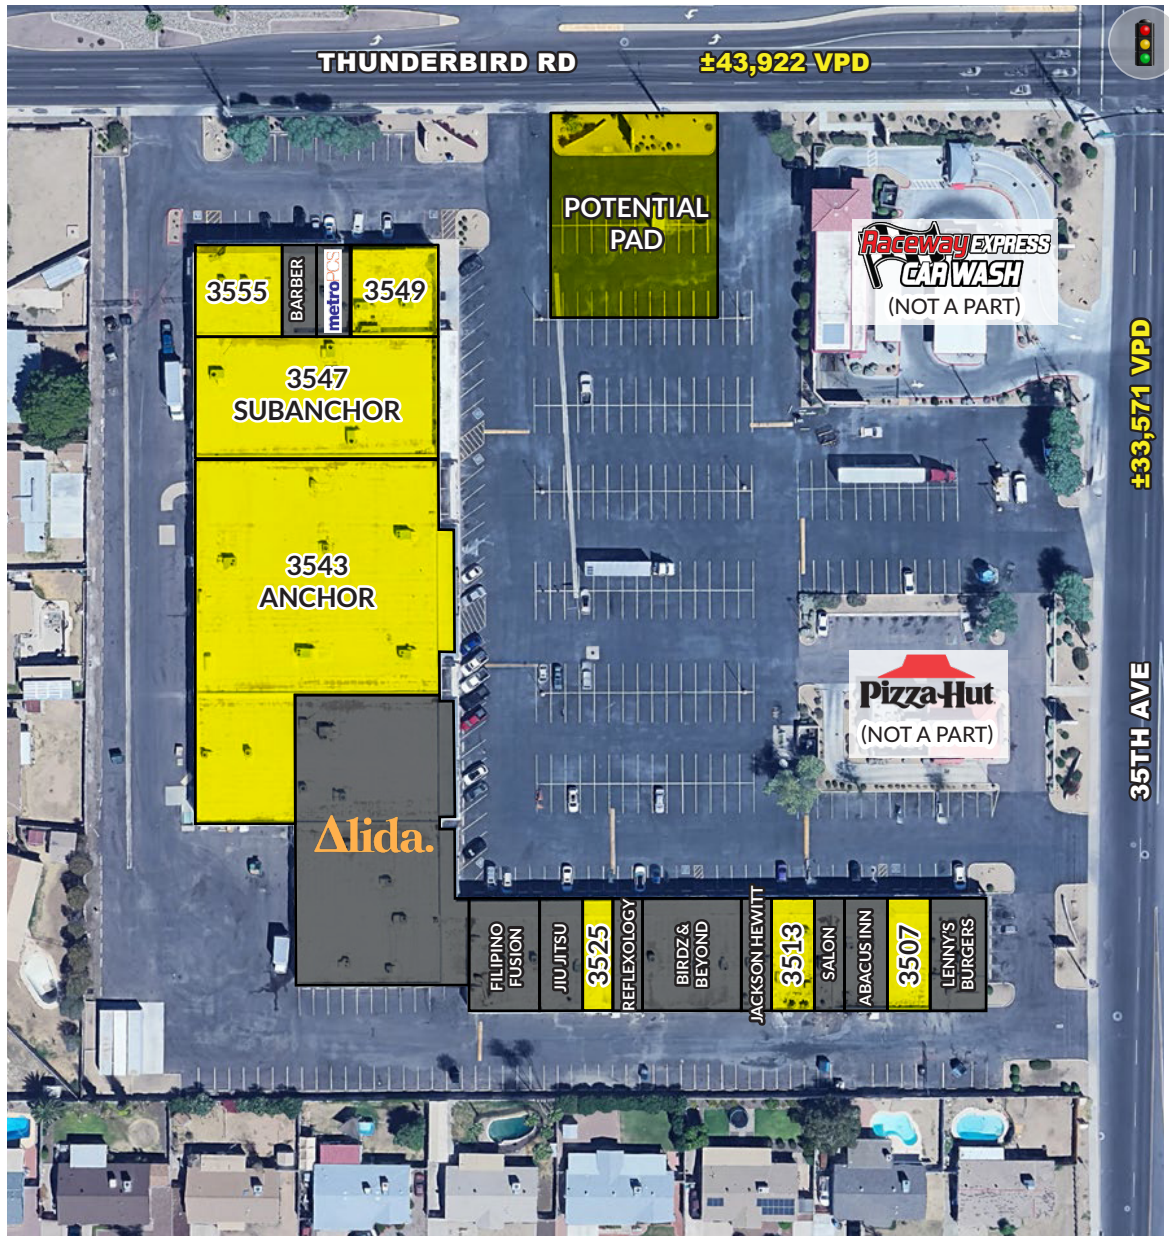 THUNDERBIRD RD
±43,922 VPD
POTENTIAL
PAD
Raceway EXPRESS
CAR WASH
(NOT A PART)
3555
BARBER
metroPCS
3549
3547
SUBANCHOR
±33,571 VPD
3543
ANCHOR
Pizza Hut
(NOT A PART)
35TH AVE
Alida.
FILIPINO
FUSION
JIU JITSU
3525
REFLEXOLOGY
BIRDZ &
BEYOND
JACKSON HEWITT
3513
SALON
ABACUS INN
3507
LENNY'S
BURGERS